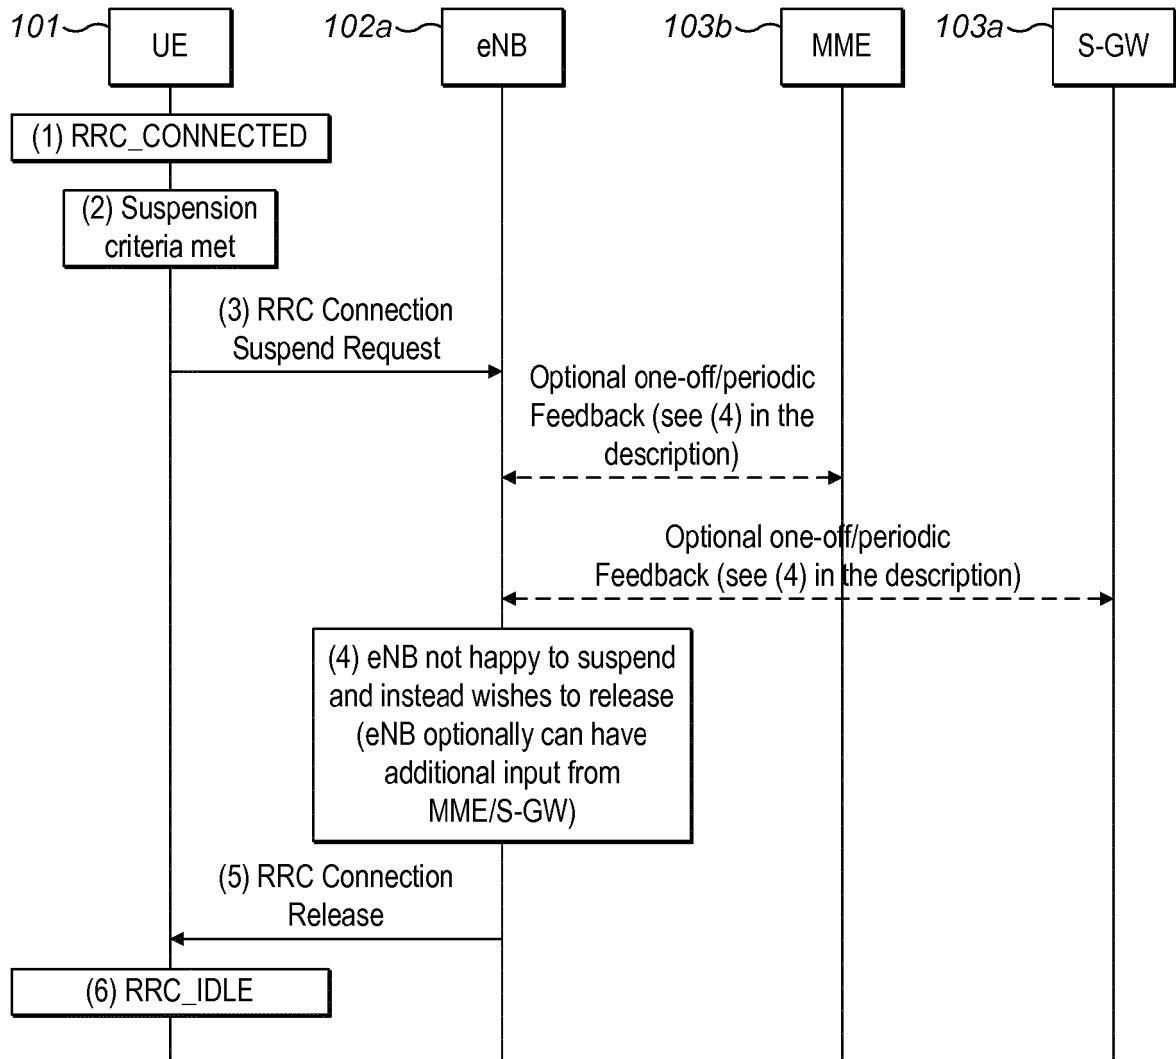 101
UE
102a
eNB
103b
MME
103a
S-GW
(1) RRC_CONNECTED
(2) Suspension
criteria met
(3) RRC Connection
Suspend Request
Optional one-off/periodic
Feedback (see (4) in the
description)
Optional one-off/periodic
Feedback (see (4) in the description)
(4) eNB not happy to suspend
and instead wishes to release
(eNB optionally can have
additional input from
MME/S-GW)
(5) RRC Connection
Release
(6) RRC_IDLE